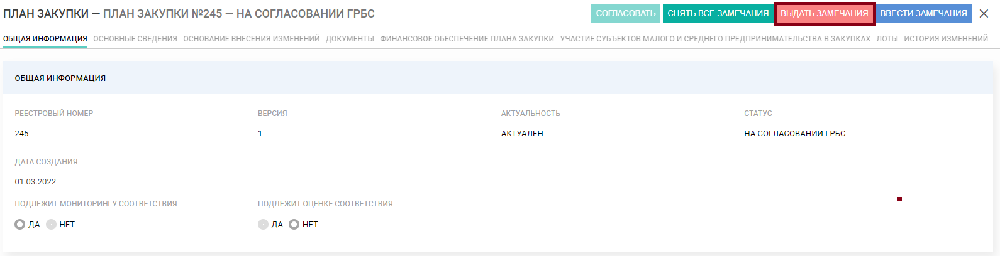 ПЛАН ЗАКУПКИ — ПЛАН ЗАКУПКИ №245 — НА СОГЛАСОВАНИИ ГРБС
СОГЛАСОВАТЬ СНЯТЬ ВСЕ ЗАМЕЧАНИЯ ВЫДАТЬ ЗАМЕЧАНИЯ ВВЕСТИ ЗАМЕЧАНИЯ
ОБЩАЯ ИНФОРМАЦИЯ ОСНОВНЫЕ СВЕДЕНИЯ ОСНОВАНИЕ ВНЕСЕНИЯ ИЗМЕНЕНИЙ ДОКУМЕНТЫ ФИНАНСОВОЕ ОБЕСПЕЧЕНИЕ ПЛАНА ЗАКУПКИ УЧАСТИЕ СУБЪЕКТОВ МАЛОГО И СРЕДНЕГО ПРЕДПРИНИМАТЕЛЬСТВА В ЗАКУПКАХ ЛОТЫ ИСТОРИЯ ИЗМЕНЕНИЙ
ОБЩАЯ ИНФОРМАЦИЯ
РЕЕСТРОВЫЙ НОМЕР ВЕРСИЯ АКТУАЛЬНОСТЬ СТАТУС
245 1 АКТУАЛЕН НА СОГЛАСОВАНИИ ГРБС
ДАТА СОЗДАНИЯ
01.03.2022
ПОДЛЕЖИТ МОНИТОРИНГУ СООТВЕТСТВИЯ ПОДЛЕЖИТ ОЦЕНКЕ СООТВЕТСТВИЯ
ДА НЕТ ДА НЕТ